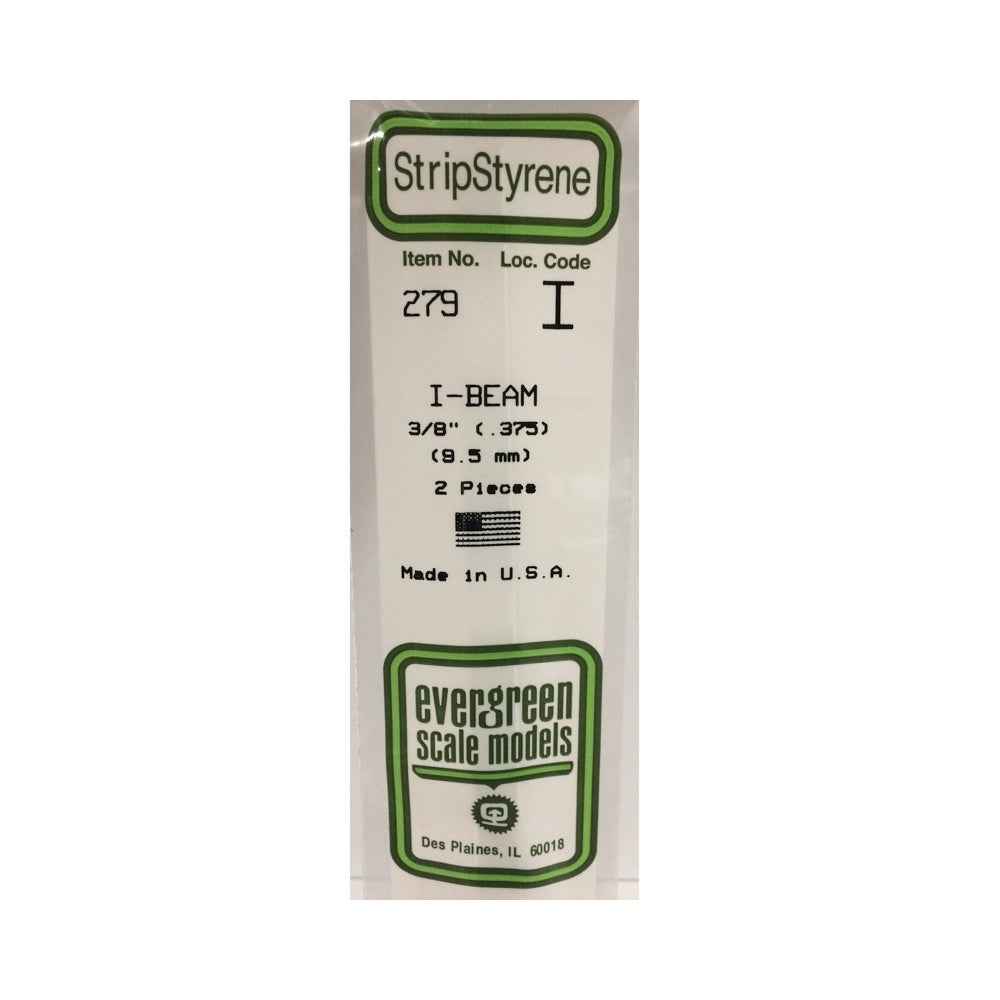 StripStyrene
Item No. Loc. Code
279 I
I-BEAM
3/8" (.375)
(9.5 mm)
2 Pieces
Made in U.S.A.
evergreen
scale models
Des Plaines, IL 60018